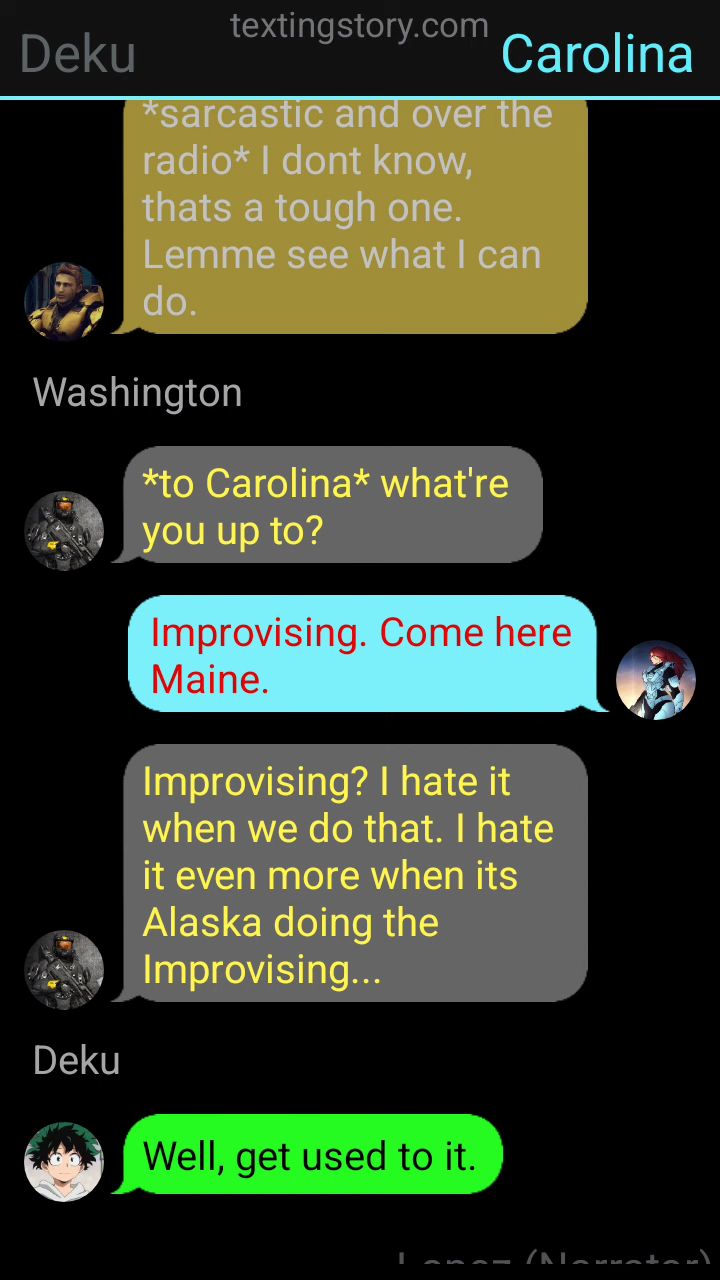 textingstory.com
Deku
Carolina
*sarcastic and over the
radio* I dont know,
thats a tough one.
Lemme see what I can
do.
Washington
*to Carolina* what're
you up to?
Improvising. Come here
Maine.
Improvising? I hate it
when we do that. I hate
it even more when its
Alaska doing the
Improvising...
Deku
Well, get used to it.
Lopez (Narrator)